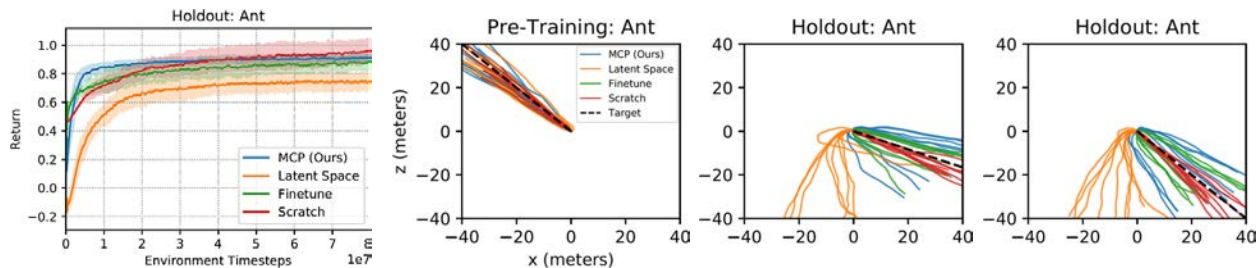 Holdout: Ant
Return
1.0
0.8
0.6
0.4
0.2
0.0
−0.2
MCP (Ours)
Latent Space
Finetune
Scratch
0 1 2 3 4 5 6 7 8
Environment Timesteps 1e7
Pre-Training: Ant
z (meters)
40
20
0
−20
−40
MCP (Ours)
Latent Space
Finetune
Scratch
Target
−40 −20 0 20 40
x (meters)
Holdout: Ant
40
20
0
−20
−40
−40 −20 0 20 40
Holdout: Ant
40
20
0
−20
−40
−40 −20 0 20 40